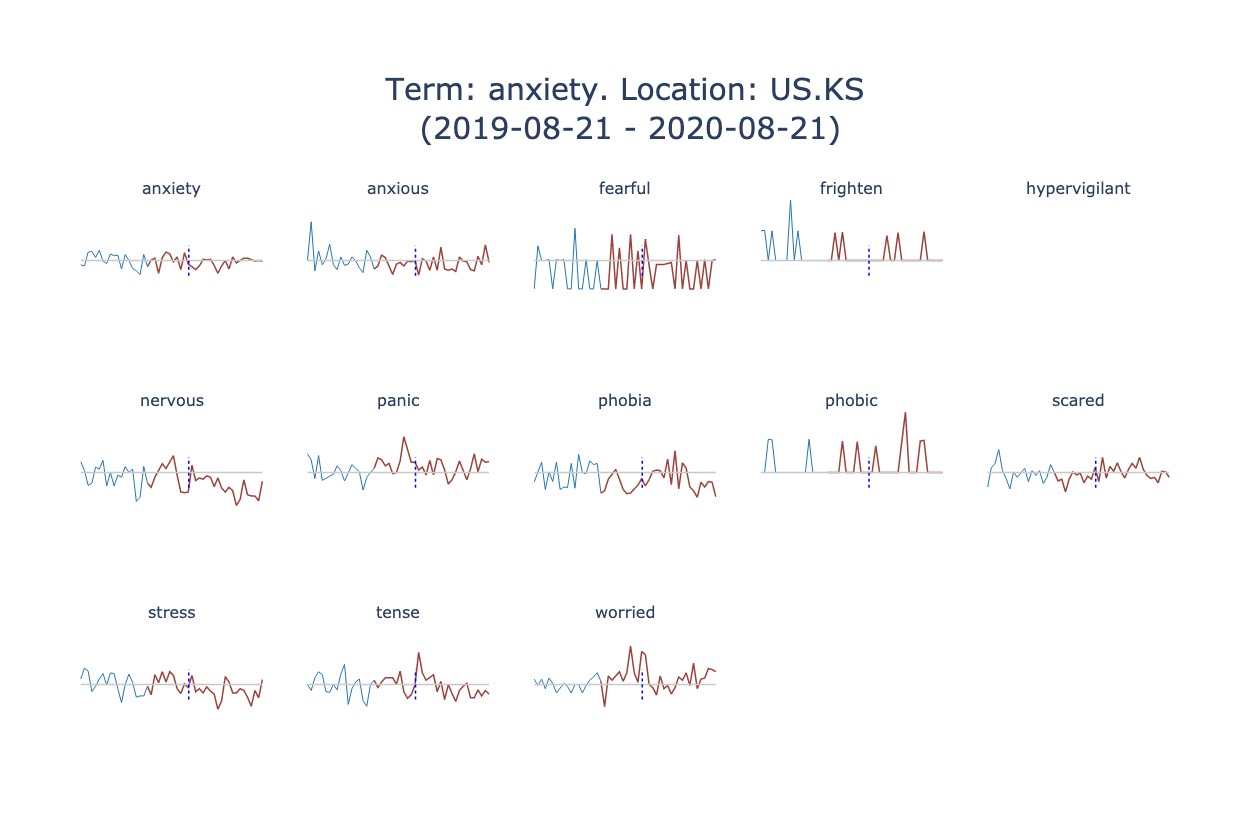 Term: anxiety. Location: US.KS
(2019-08-21 - 2020-08-21)
anxiety
anxious
fearful
frighten
hypervigilant
nervous
panic
phobia
phobic
scared
stress
tense
worried